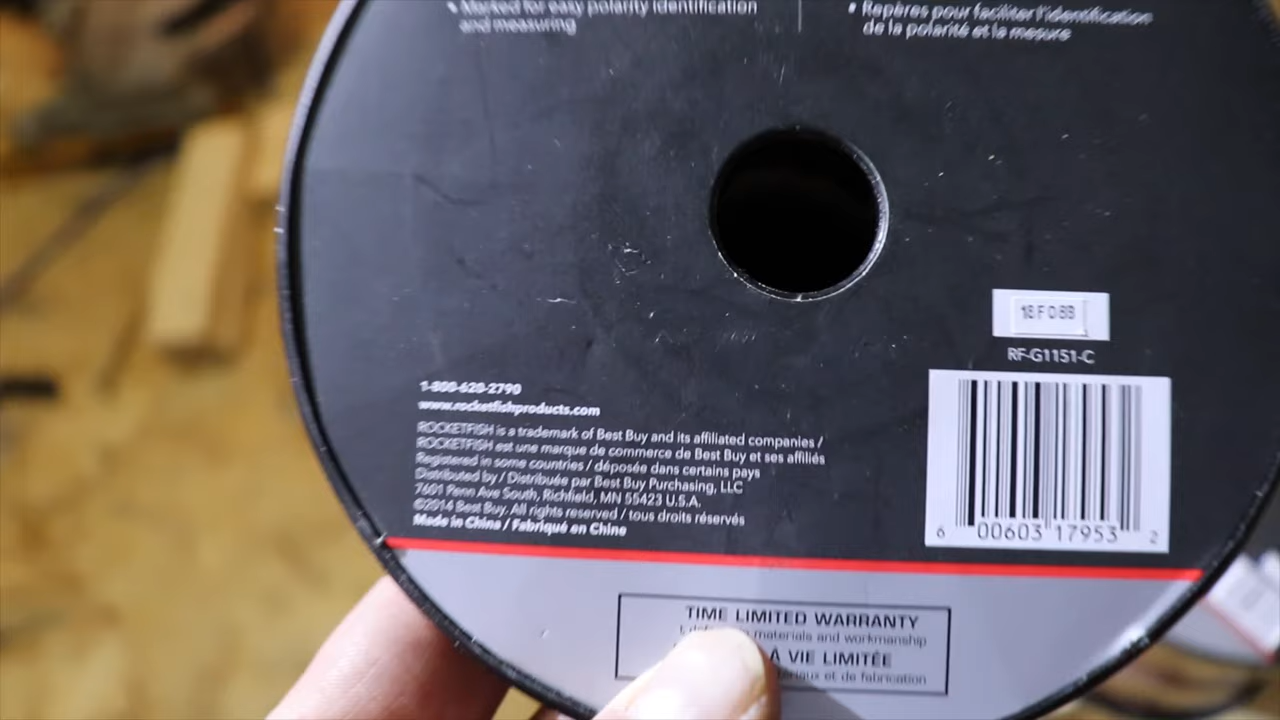 • Marked for easy polarity identification
and measuring
• Repères pour faciliter l'identification
de la polarité et la mesure
18F08B
RF-G1151-C
1-800-620-2790
www.rocketfishproducts.com
ROCKETFISH is a trademark of Best Buy and its affiliated companies /
ROCKETFISH est une marque de commerce de Best Buy et ses affiliés
Registered in some countries / déposée dans certains pays
Distributed by / Distribuée par Best Buy Purchasing, LLC
7601 Penn Ave South, Richfield, MN 55423 U.S.A.
©2014 Best Buy. All rights reserved / tous droits réservés
Made in China / Fabriqué en Chine
6 00603 17953 2
TIME LIMITED WARRANTY
materials and workmanship
À VIE LIMITÉE
et de fabrication